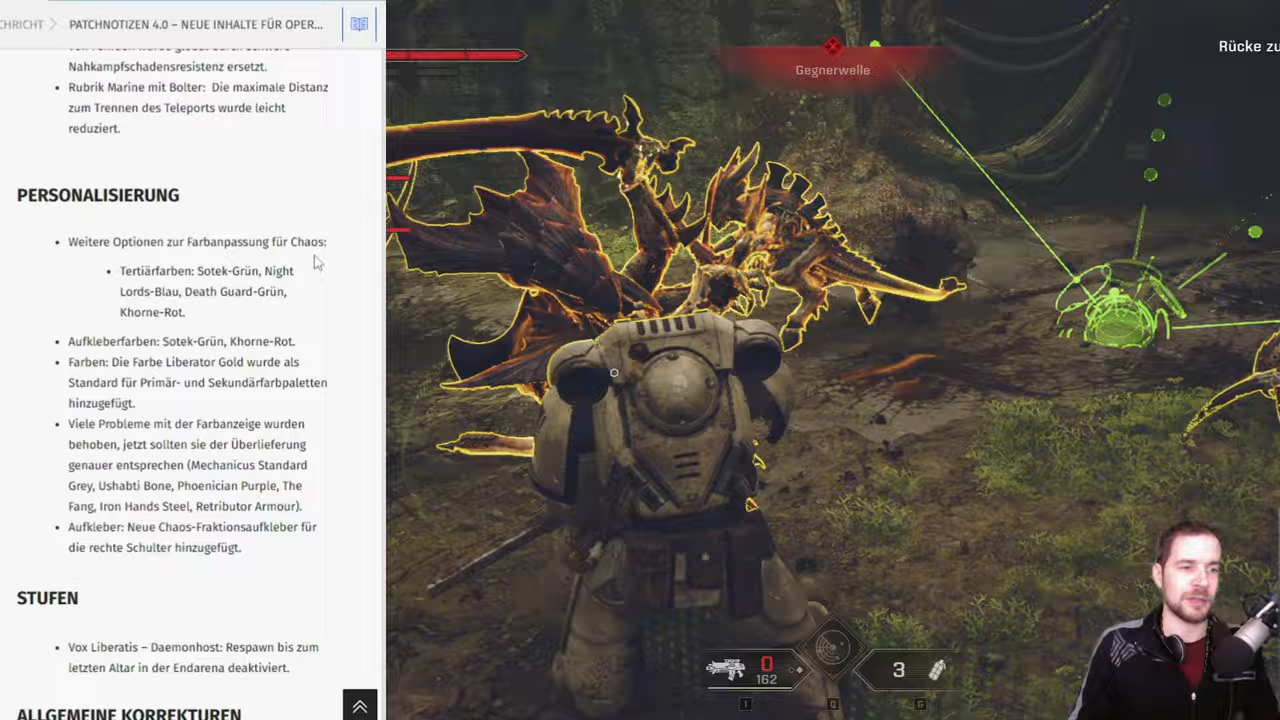 CHRICHT > PATCHNOTIZEN 4.0 – NEUE INHALTE FÜR OPER...
Nahkampfschadensresistenz ersetzt.
Rubrik Marine mit Bolter: Die maximale Distanz
zum Trennen des Teleports wurde leicht
reduziert.
PERSONALISIERUNG
Weitere Optionen zur Farbanpassung für Chaos:
Tertiärfarben: Sotek-Grün, Night
Lords-Blau, Death Guard-Grün,
Khorne-Rot.
Aufkleberfarben: Sotek-Grün, Khorne-Rot.
Farben: Die Farbe Liberator Gold wurde als
Standard für Primär- und Sekundärfarbpaletten
hinzugefügt.
Viele Probleme mit der Farbanzeige wurden
behoben, jetzt sollten sie der Überlieferung
genauer entsprechen (Mechanicus Standard
Grey, Ushabti Bone, Phoenician Purple, The
Fang, Iron Hands Steel, Retributor Armour).
Aufkleber: Neue Chaos-Fraktionsaufkleber für
die rechte Schulter hinzugefügt.
STUFEN
Vox Liberatis – Daemonhost: Respawn bis zum
letzten Altar in der Endarena deaktiviert.
ALLGEMEINE KORREKTUREN
Gegnerwelle
Rücke zu
0
162
3
1
Q
G